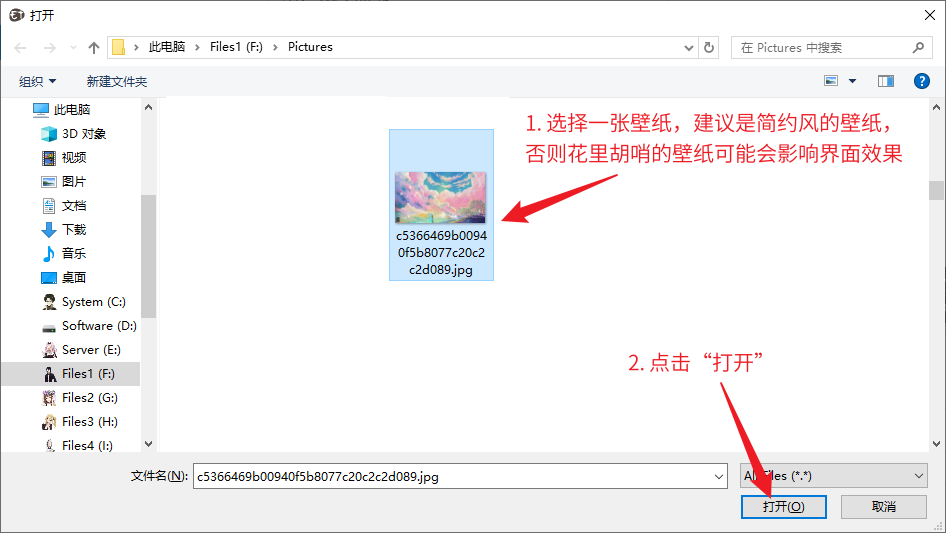 打开
此电脑 › Files1 (F:) › Pictures
在 Pictures 中搜索
组织
新建文件夹
此电脑
3D 对象
视频
图片
文档
下载
音乐
桌面
System (C:)
Software (D:)
Server (E:)
Files1 (F:)
Files2 (G:)
Files3 (H:)
Files4 (I:)
c5366469b0094
0f5b8077c20c2
c2d089.jpg
1. 选择一张壁纸，建议是简约风的壁纸，
否则花里胡哨的壁纸可能会影响界面效果
2. 点击“打开”
文件名(N):
c5366469b00940f5b8077c20c2c2d089.jpg
All Files (*.*)
打开(O)
取消